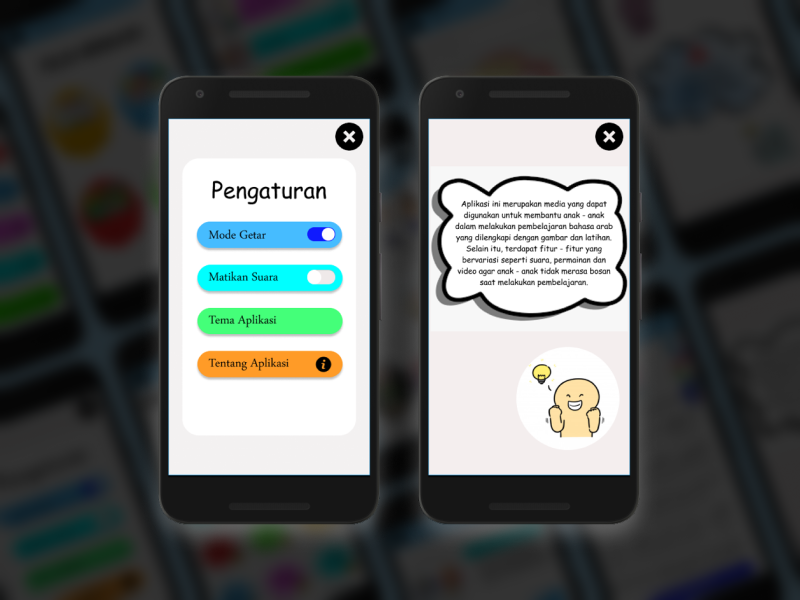 Pengaturan
Mode Getar
Matikan Suara
Tema Aplikasi
Tentang Aplikasi
Aplikasi ini merupakan media yang dapat
digunakan untuk membantu anak - anak
dalam melakukan pembelajaran bahasa arab
yang dilengkapi dengan gambar dan latihan.
Selain itu, terdapat fitur - fitur yang
bervariasi seperti suara, permainan dan
video agar anak - anak tidak merasa bosan
saat melakukan pembelajaran.